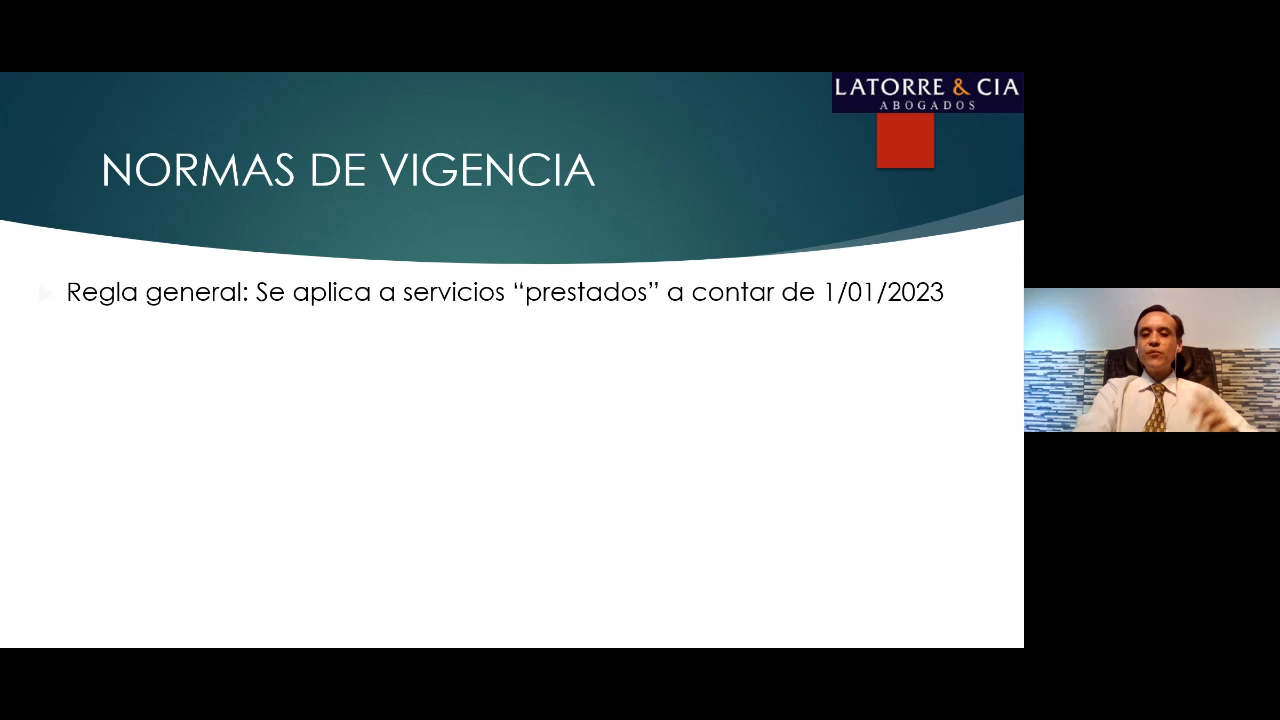 LATORRE & CIA
ABOGADOS
NORMAS DE VIGENCIA
Regla general: Se aplica a servicios “prestados” a contar de 1/01/2023